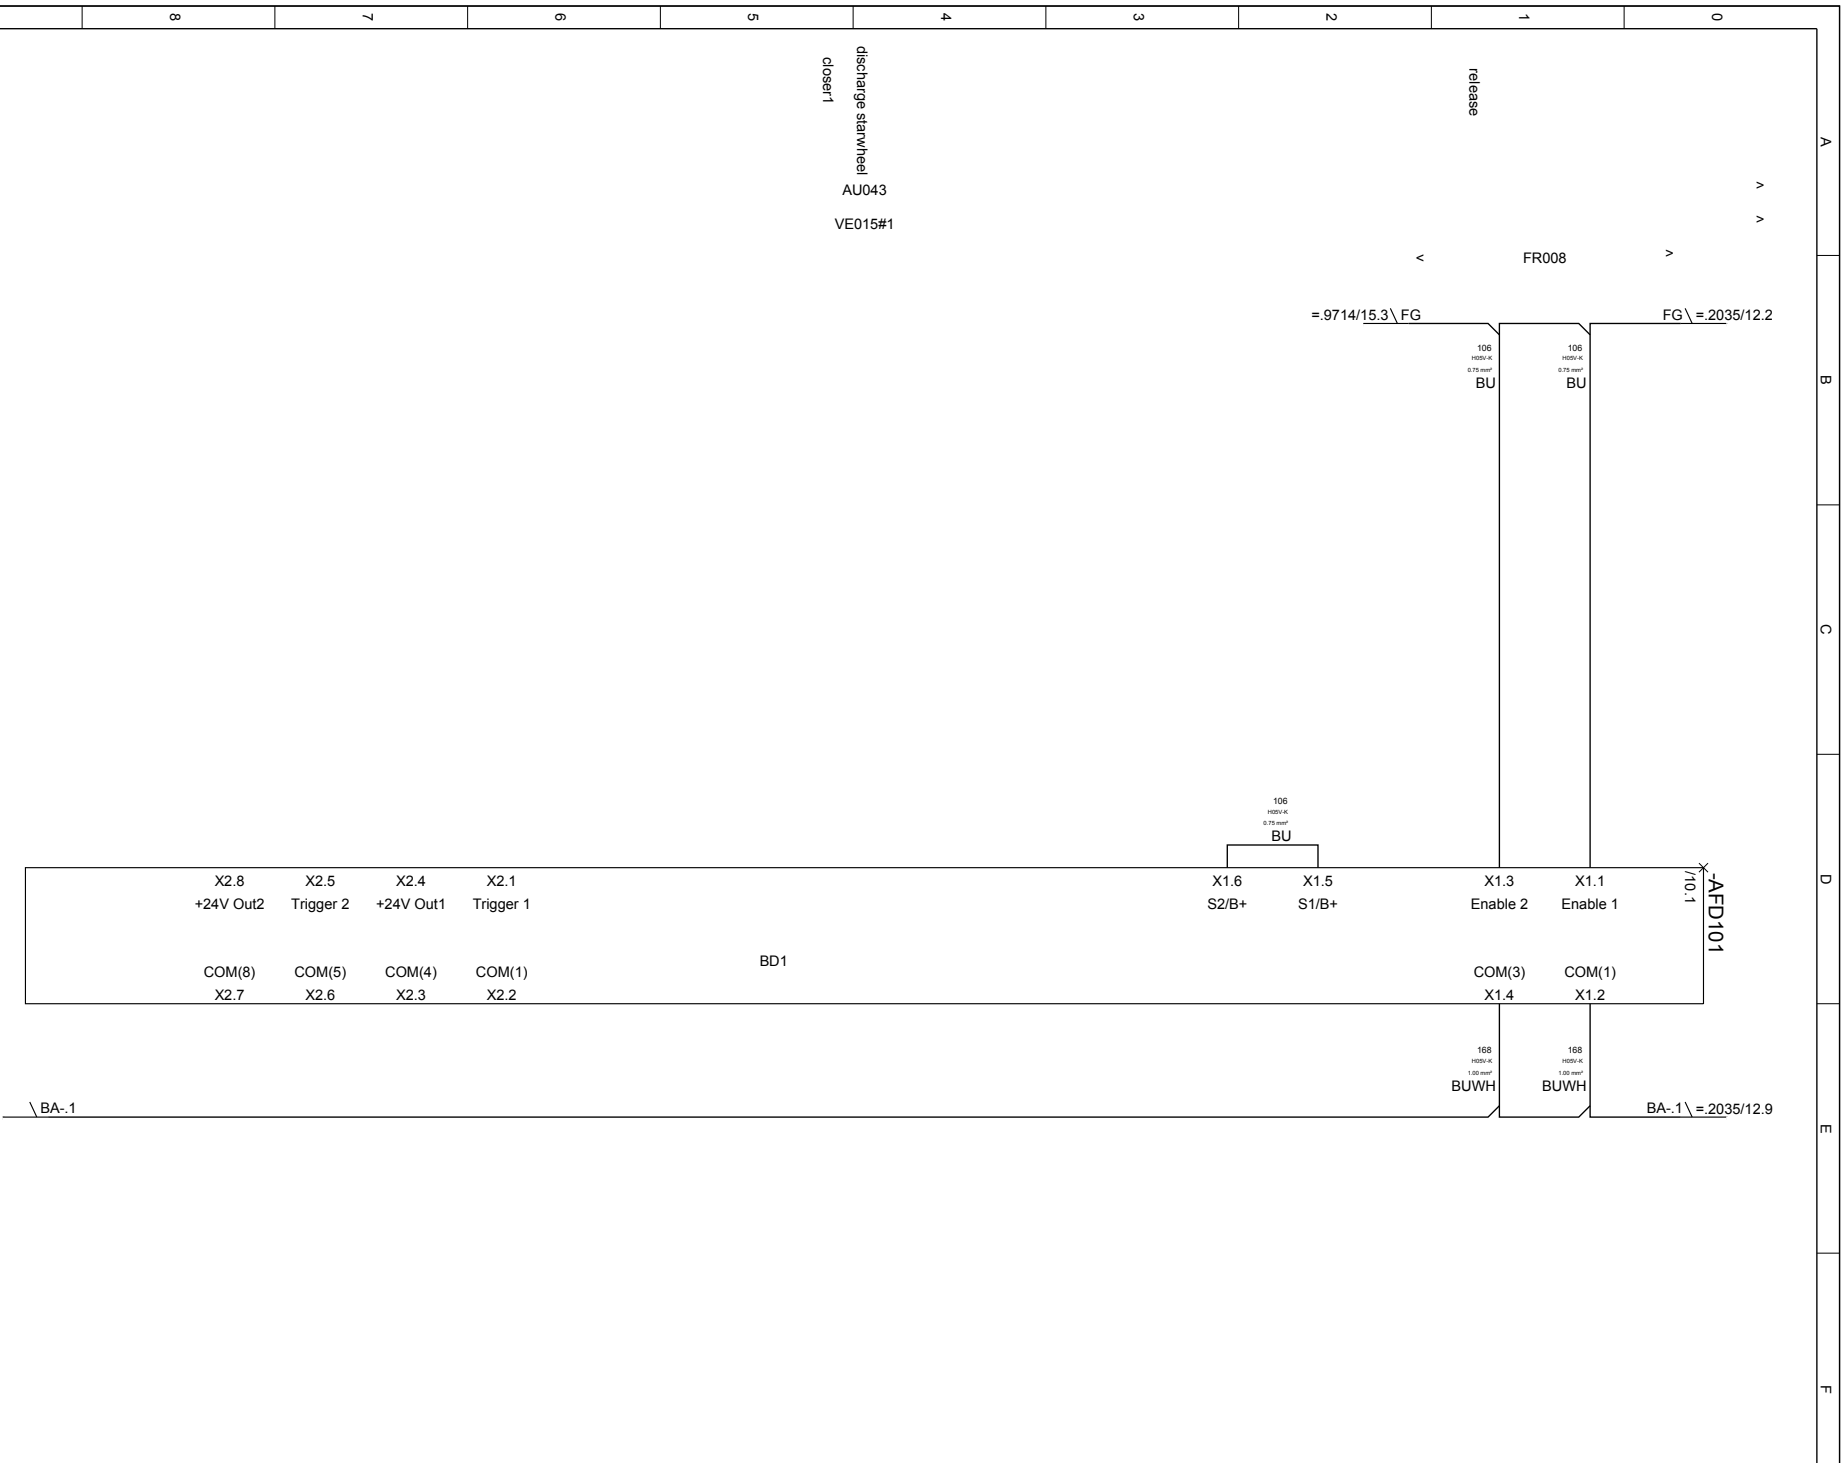 8 7 6 5 4 3 2 1 0
release
discharge starwheel
closer1
A
AU043
>
VE015#1
>
< FR008 >
=.9714/15.3\ FG
FG \ =.2035/12.2
106
H05V-K
0.75 mm²
BU
106
H05V-K
0.75 mm²
BU
B
C
106
H05V-K
0.75 mm²
BU
-AFD101
/10.1
D
X2.8 X2.5 X2.4 X2.1 X1.6 X1.5 X1.3 X1.1
+24V Out2 Trigger 2 +24V Out1 Trigger 1 S2/B+ S1/B+ Enable 2 Enable 1
BD1
COM(8) COM(5) COM(4) COM(1) COM(3) COM(1)
X2.7 X2.6 X2.3 X2.2 X1.4 X1.2
168
H05V-K
1.00 mm²
BUWH
168
H05V-K
1.00 mm²
BUWH
\ BA-.1
BA-.1 \ =.2035/12.9
E
F